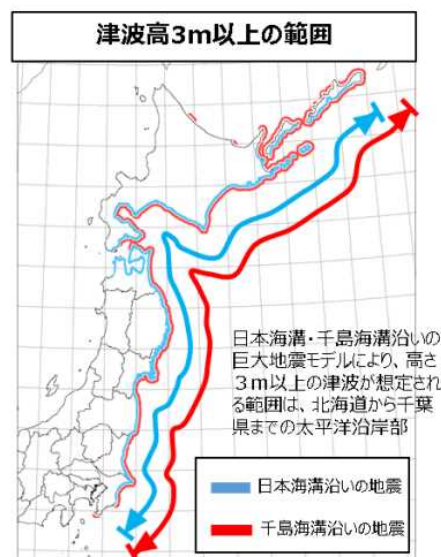 津波高3m以上の範囲
日本海溝・千島海溝沿いの
巨大地震モデルにより、高さ
３ｍ以上の津波が想定され
る範囲は、北海道から千葉
県までの太平洋沿岸部
日本海溝沿いの地震
千島海溝沿いの地震